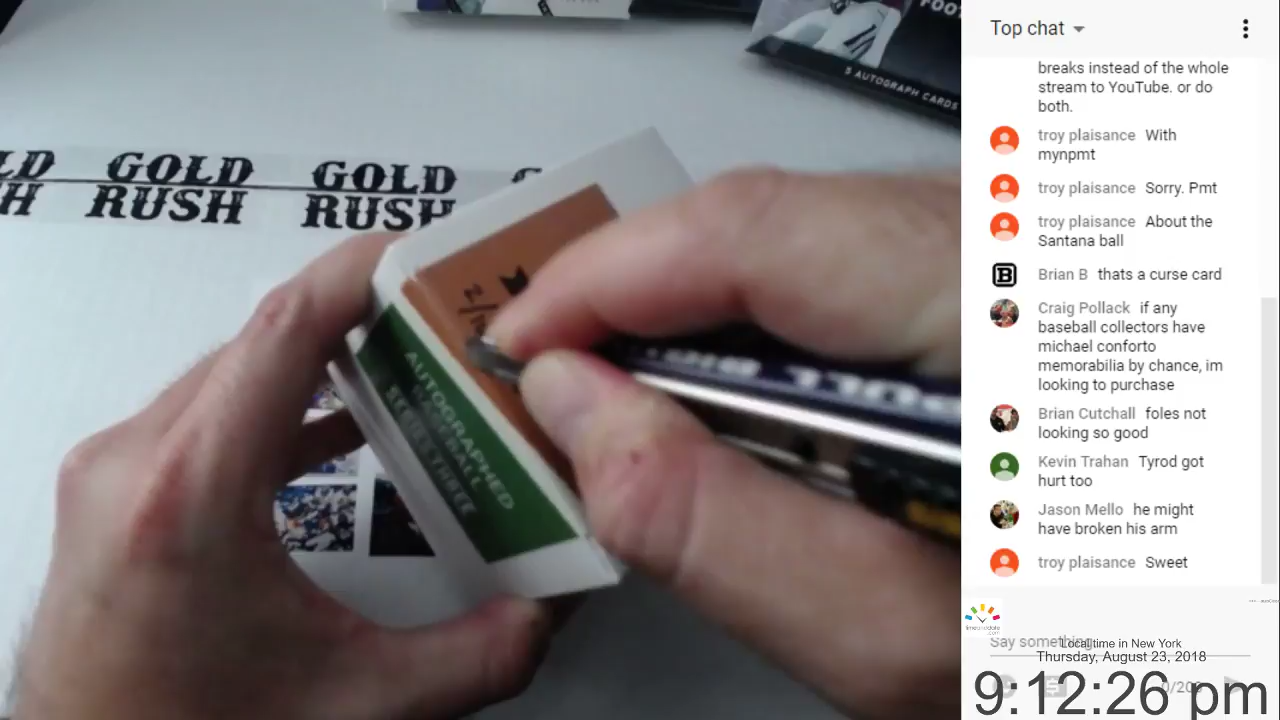 5 AUTOGRAPH CARDS
GOLD GOLD
RUSH RUSH
2/
AUTOGRAPHED
SERIES THREE
Top chat
breaks instead of the whole
stream to YouTube. or do
both.
troy plaisance With
mynpmt
troy plaisance Sorry. Pmt
troy plaisance About the
Santana ball
B Brian B thats a curse card
Craig Pollack if any
baseball collectors have
michael conforto
memorabilia by chance, im
looking to purchase
Brian Cutchall foles not
looking so good
Kevin Trahan Tyrod got
hurt too
Jason Mello he might
have broken his arm
troy plaisance Sweet
Say something...
Local time in New York
Thursday, August 23, 2018
9:12:26 pm